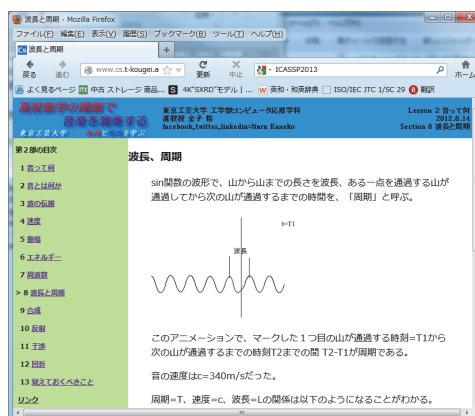 波長と周期 - Mozilla Firefox
ファイル(F) 編集(E) 表示(V) 履歴(S) ブックマーク(B) ツール(T) ヘルプ(H)
Cs 波長と周期 +
戻る 進む www.cs.t-kougei.a 更新 中止 ICASSP2013 ホーム
よく見るページ 中古ストレージ 商品... S 4K"SXRD"モデル | ... W 英和・和英辞典 ISO/IEC JTC 1/SC 29 翻訳
高校数学の知識で
音楽を演奏する
東京工芸大学 を学ぶ
東京工芸大学 工学部コンピュータ応用学科
准教授 金子 格
facebook,twitter,linkedin=Itaru Kaneko
Lesson 2 音って何
2012.6.14
Section 8 波長と周期
第2部の目次
1 音って何
2 音とは何か
3 波の伝搬
4 速度
5 振幅
6 エネルギー
7 周波数
> 8 波長と周期
9 合成
10 反射
11 干渉
12 回折
13 覚えておくべきこと
リンク
波長、周期
sin関数の波形で、山から山までの長さを波長、ある一点を通過する山が
通過してから次の山が通過するまでの時間を、「周期」と呼ぶ。
t=T1
波長
このアニメーションで、マークした１つ目の山が通過する時刻=T1から
次の山が通過するまでの時刻T2までの間 T2-T1が周期である。
音の速度はc=340m/sだった。
周期=T、速度=c、波長=Lの関係は以下のようになることがわかる。